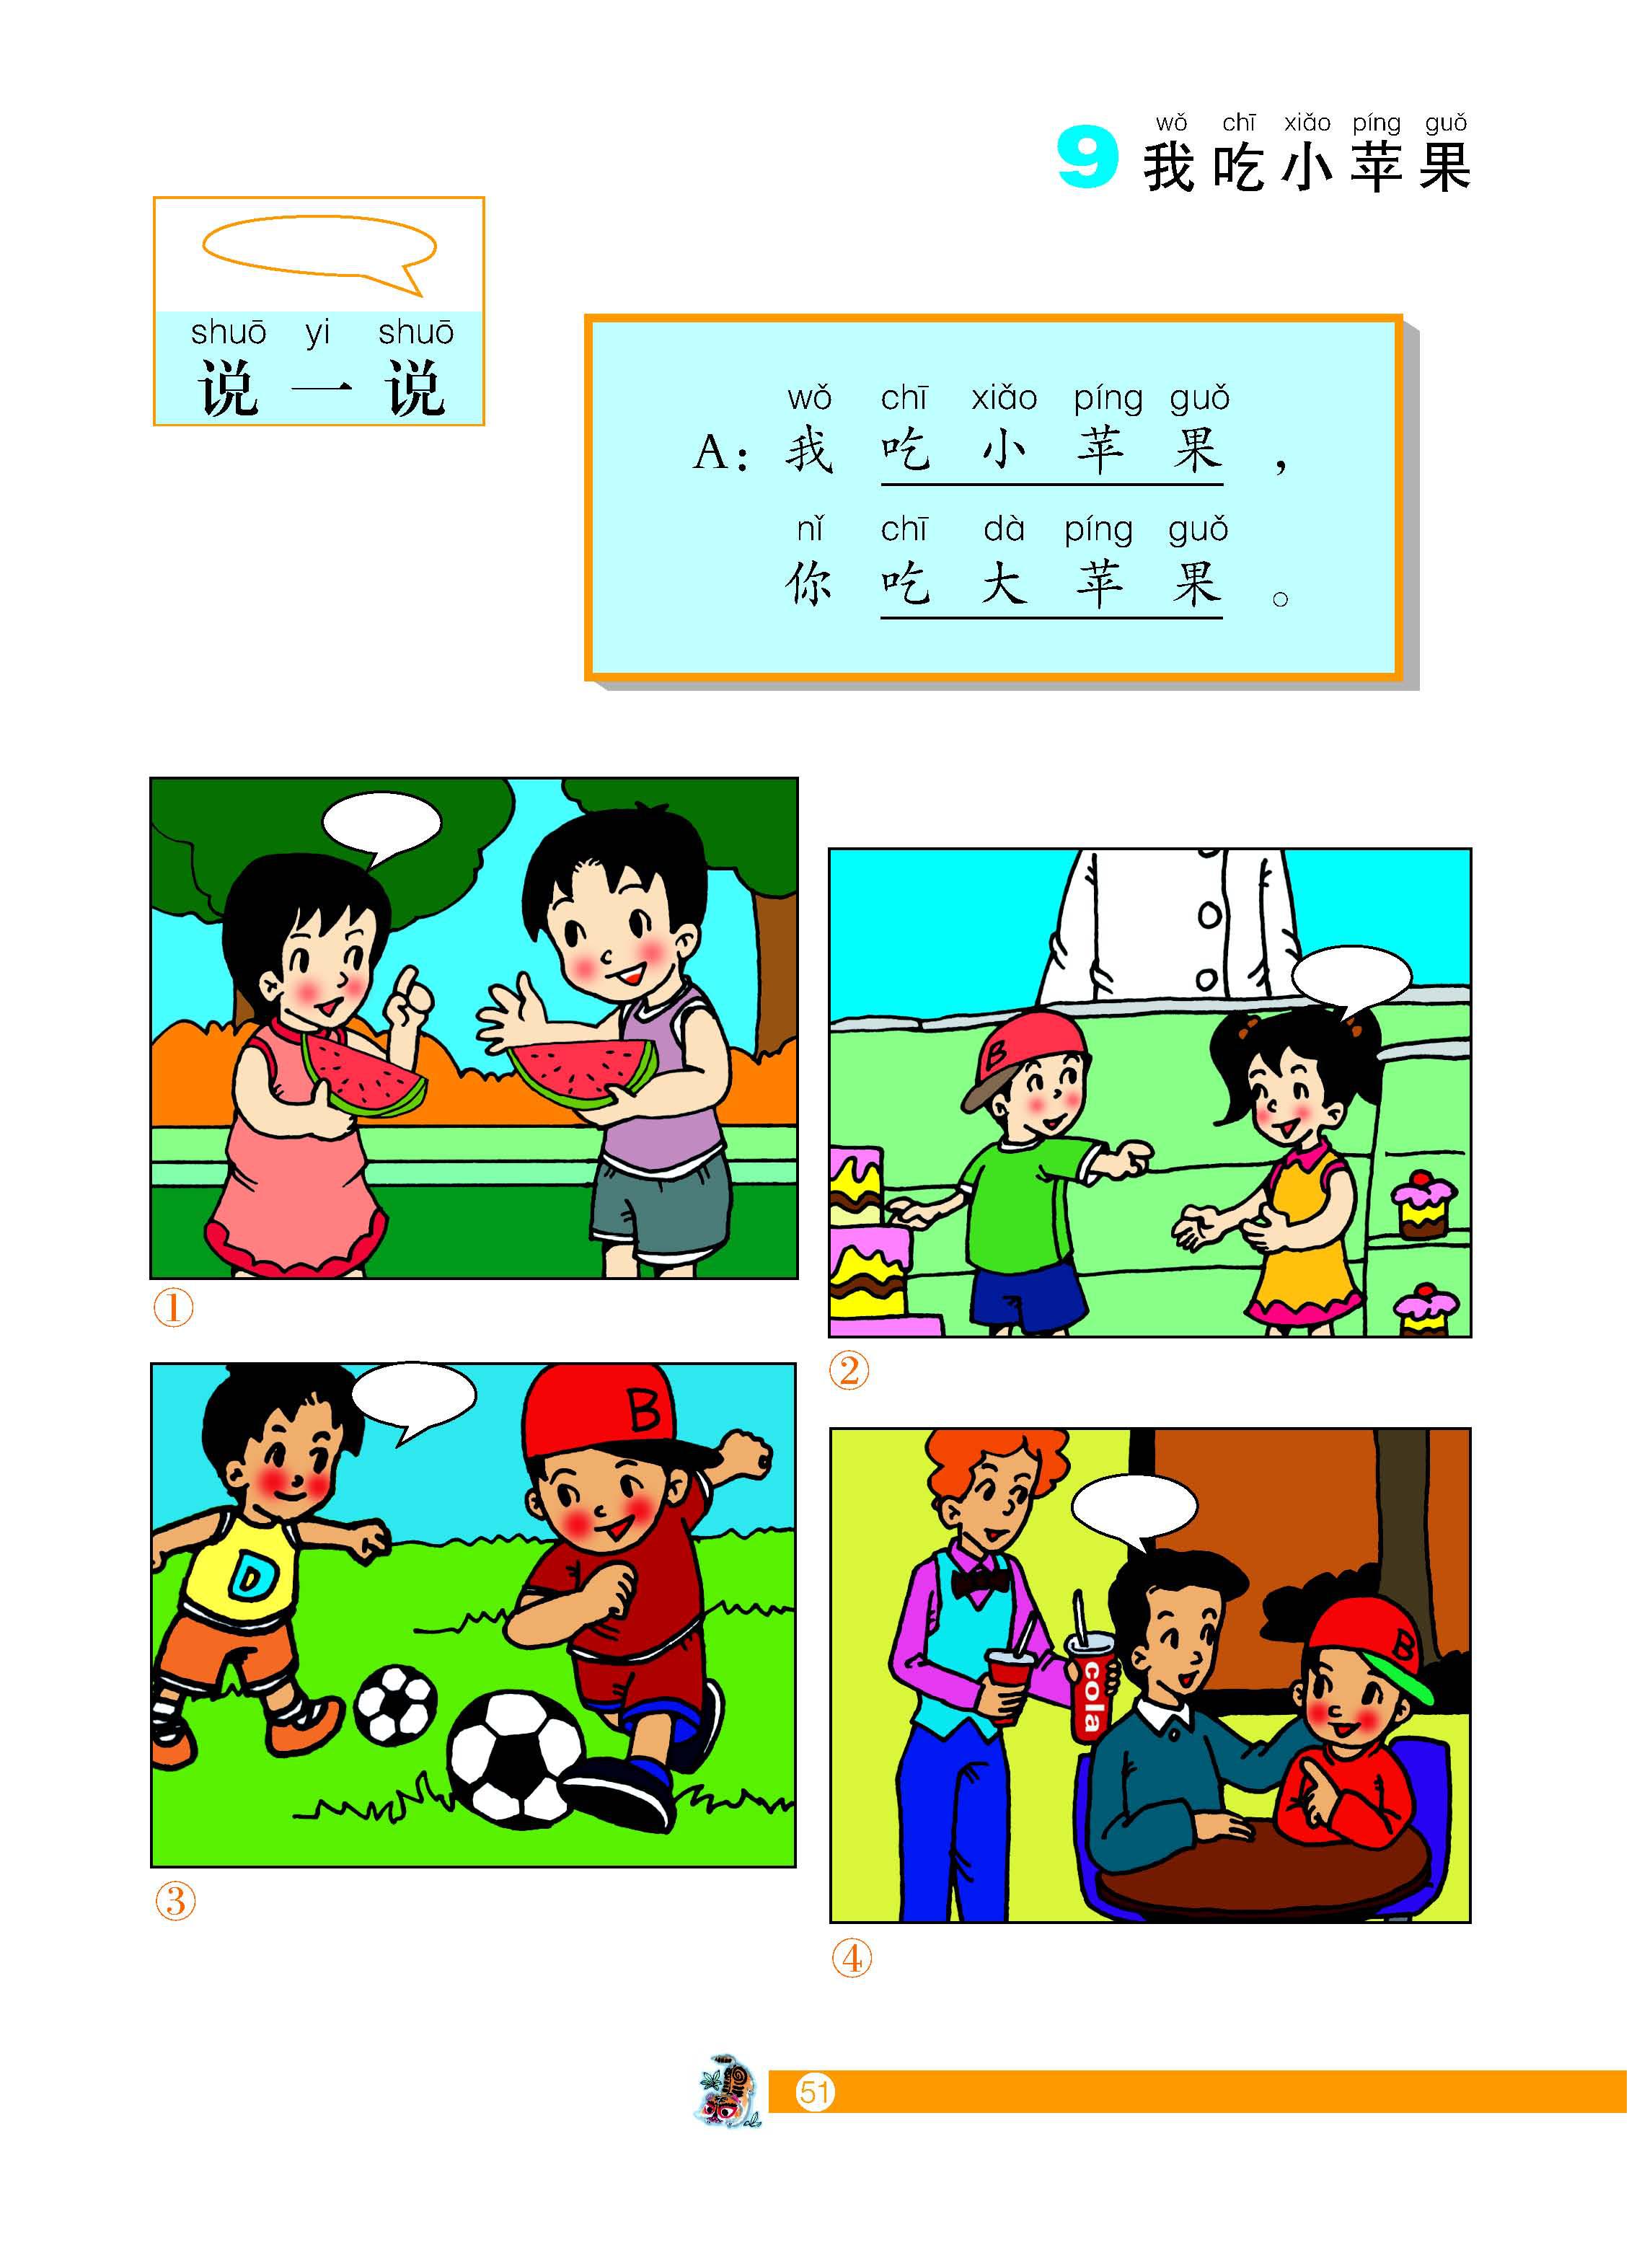 wǒ chī xiǎo píng guǒ
9 我吃小苹果
shuō yi shuō
说一说
wǒ chī xiǎo píng guǒ
A：我吃小苹果，
nǐ chī dà píng guǒ
你吃大苹果。
①
B
②
B
D
③
cola
B
④
51